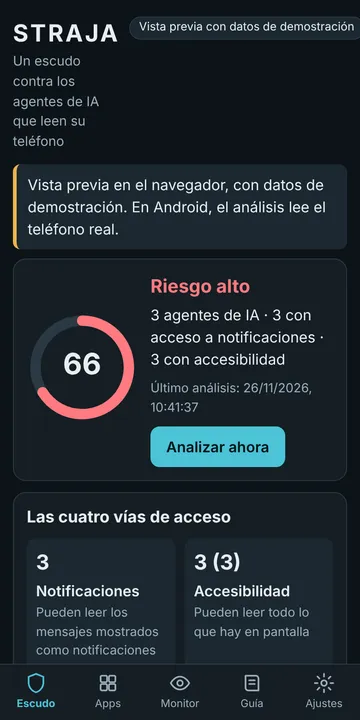 STRAJA
Vista previa con datos de demostración
Un escudo
contra los
agentes de IA
que leen su
teléfono
Vista previa en el navegador, con datos de
demostración. En Android, el análisis lee el
teléfono real.
66
Riesgo alto
3 agentes de IA · 3 con
acceso a notificaciones ·
3 con accesibilidad
Último análisis: 26/11/2026,
10:41:37
Analizar ahora
Las cuatro vías de acceso
3
Notificaciones
Pueden leer los
mensajes mostrados
como notificaciones
3 (3)
Accesibilidad
Pueden leer todo lo
que hay en pantalla
Escudo
Apps
Monitor
Guía
Ajustes